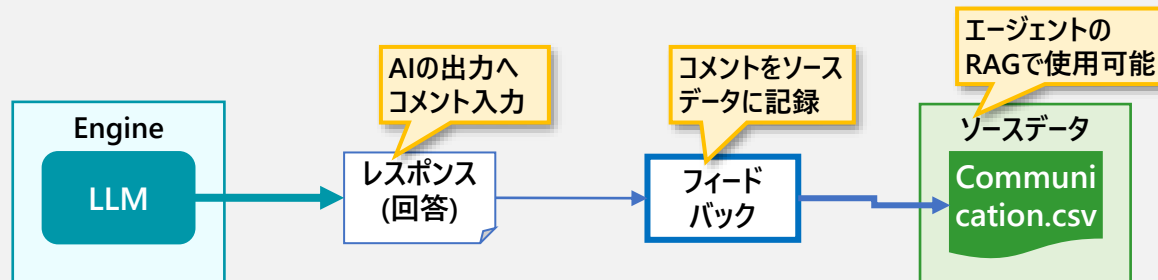 エージェントの
RAGで使用可能
AIの出力へ
コメント入力
コメントをソース
データに記録
Engine
LLM
レスポンス
(回答)
フィード
バック
ソースデータ
Communi
cation.csv